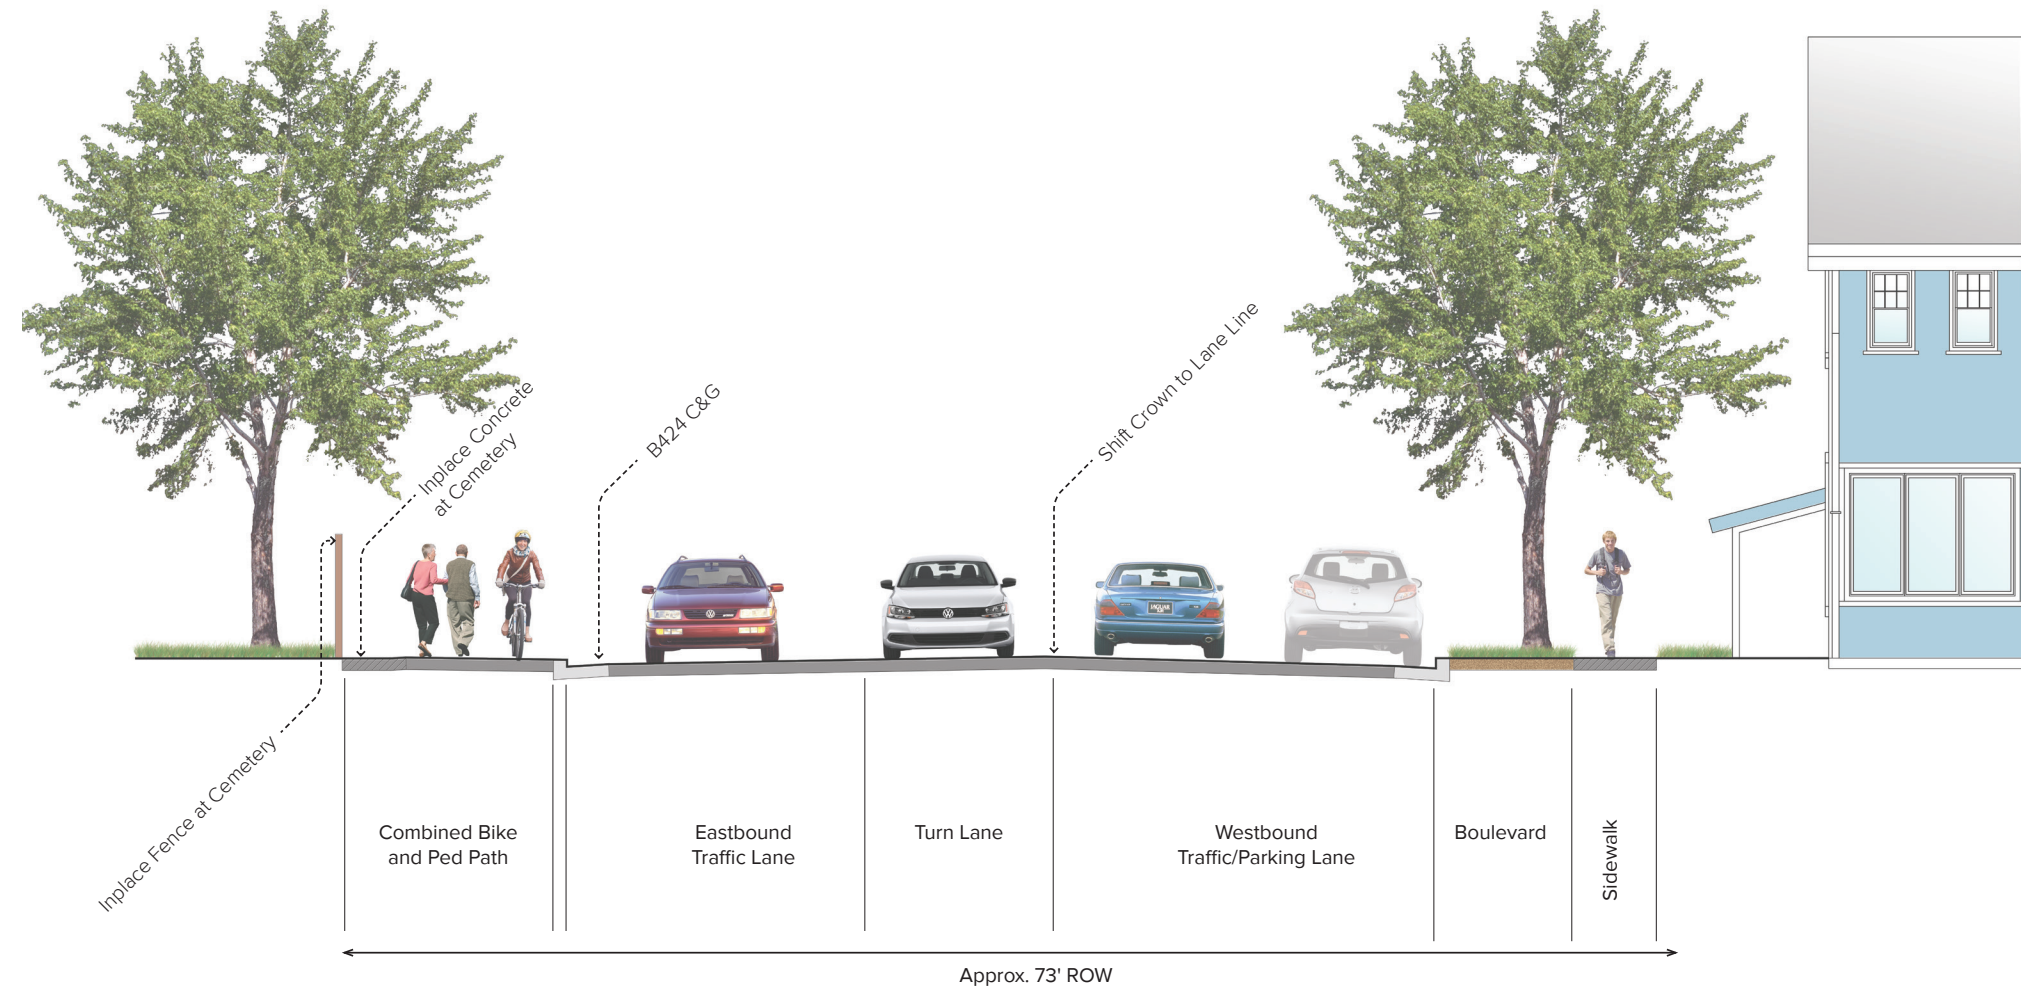 Inplace Concrete
at Cemetery
B424 C&G
Shift Crown to Lane Line
JAGUAR
Inplace Fence at Cemetery
Combined Bike
and Ped Path
Eastbound
Traffic Lane
Turn Lane
Westbound
Traffic/Parking Lane
Boulevard
Sidewalk
Approx. 73' ROW